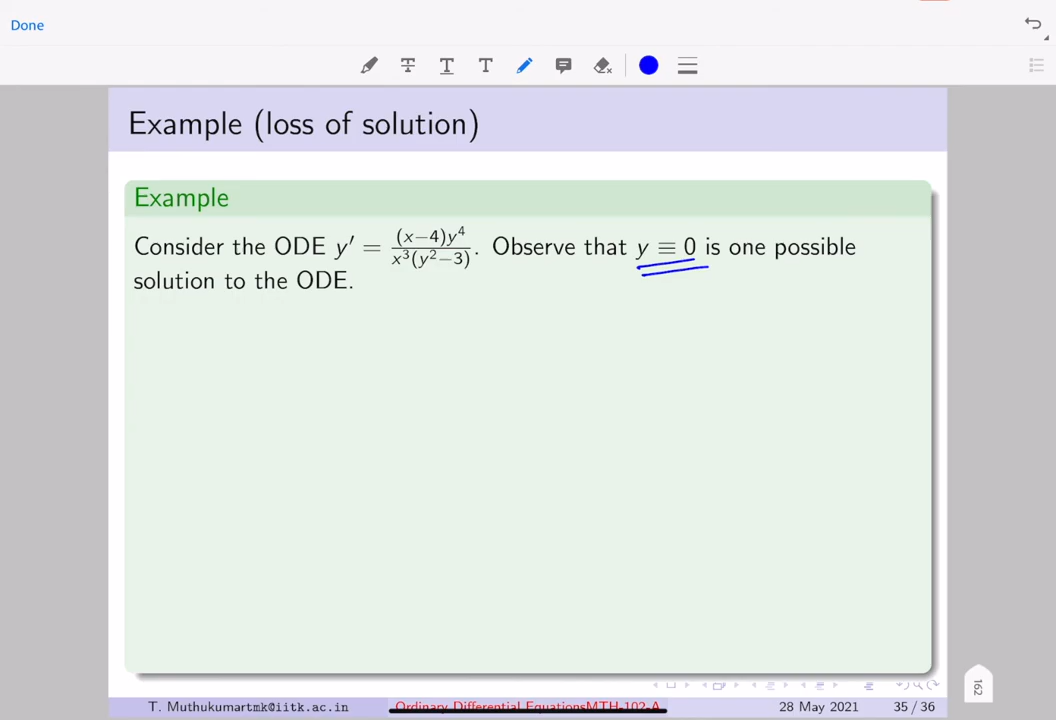 Done
Example (loss of solution)
Example
Consider the ODE y′ = (x−4)y⁴ / x³(y²−3). Observe that y ≡ 0 is one possible
solution to the ODE.
T. Muthukumartmk@iitk.ac.in Ordinary Differential EquationsMTH-102-A 28 May 2021 35 / 36
162